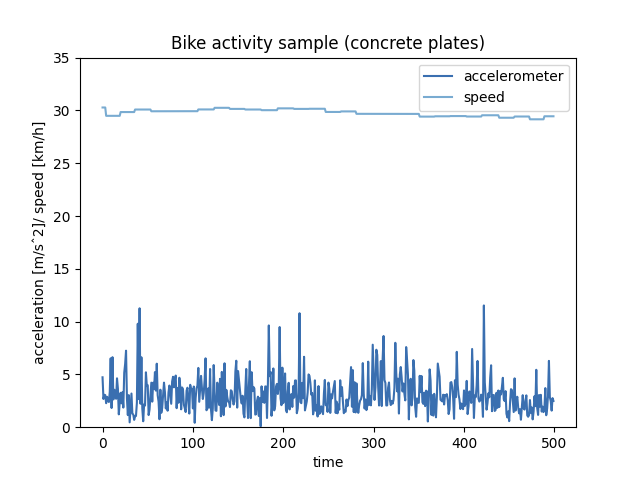 Bike activity sample (concrete plates)
accelerometer
speed
acceleration [m/sˆ2]/ speed [km/h]
35
30
25
20
15
10
5
0
0 100 200 300 400 500
time